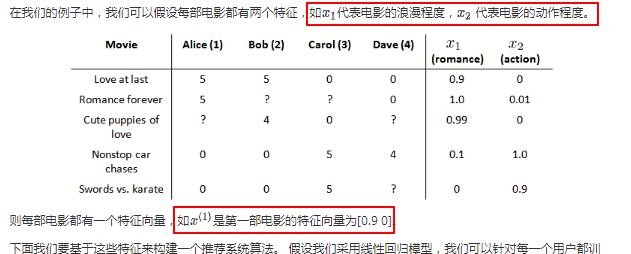 在我们的例子中，我们可以假设每部电影都有两个特征，如x₁代表电影的浪漫程度，x₂ 代表电影的动作程度。
Movie Alice (1) Bob (2) Carol (3) Dave (4) x₁ (romance) x₂ (action)
Love at last 5 5 0 0 0.9 0
Romance forever 5 ? ? 0 1.0 0.01
Cute puppies of love ? 4 0 ? 0.99 0
Nonstop car chases 0 0 5 4 0.1 1.0
Swords vs. karate 0 0 5 ? 0 0.9
则每部电影都有一个特征向量，如x⁽¹⁾是第一部电影的特征向量为[0.9 0]。
下面我们要基于这些特征来构建一个推荐系统算法。 假设我们采用线性回归模型，我们可以针对每一个用户都训